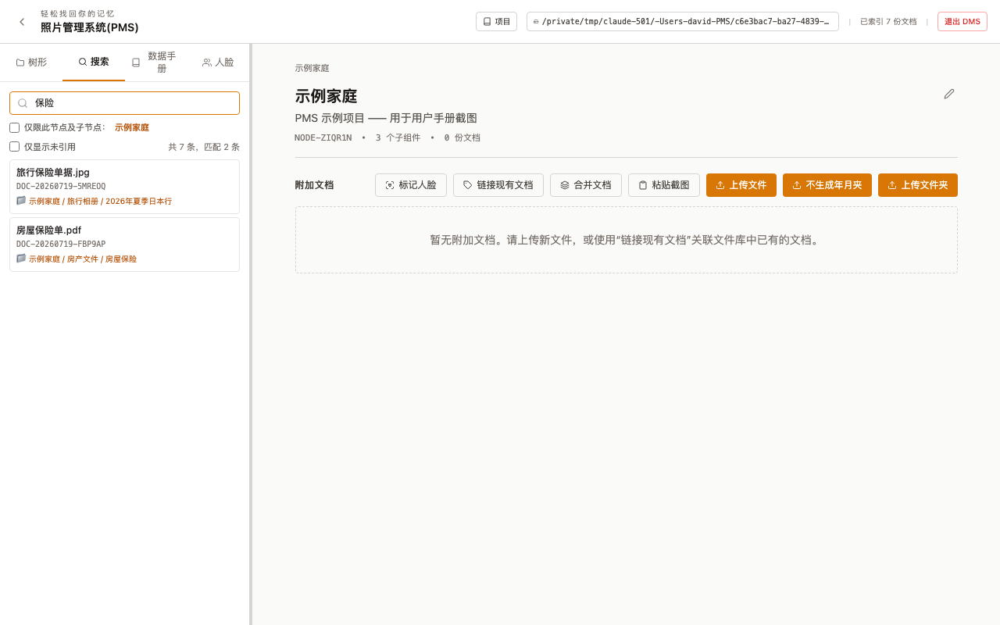 轻松找回你的记忆
照片管理系统(PMS)
项目
/private/tmp/claude-501/-Users-david-PMS/c6e3bac7-ba27-4839-…
已索引 7 份文档
退出 DMS
树形
搜索
数据手册
人脸
保险
仅限此节点及子节点： 示例家庭
仅显示未引用
共 7 条，匹配 2 条
旅行保险单据.jpg
DOC-20260719-5MREOQ
示例家庭 / 旅行相册 / 2026年夏季日本行
房屋保险单.pdf
DOC-20260719-FBP9AP
示例家庭 / 房产文件 / 房屋保险
示例家庭
示例家庭
PMS 示例项目 —— 用于用户手册截图
NODE-ZIQR1N • 3 个子组件 • 0 份文档
附加文档
标记人脸
链接现有文档
合并文档
粘贴截图
上传文件
不生成年月夹
上传文件夹
暂无附加文档。请上传新文件，或使用“链接现有文档”关联文件库中已有的文档。